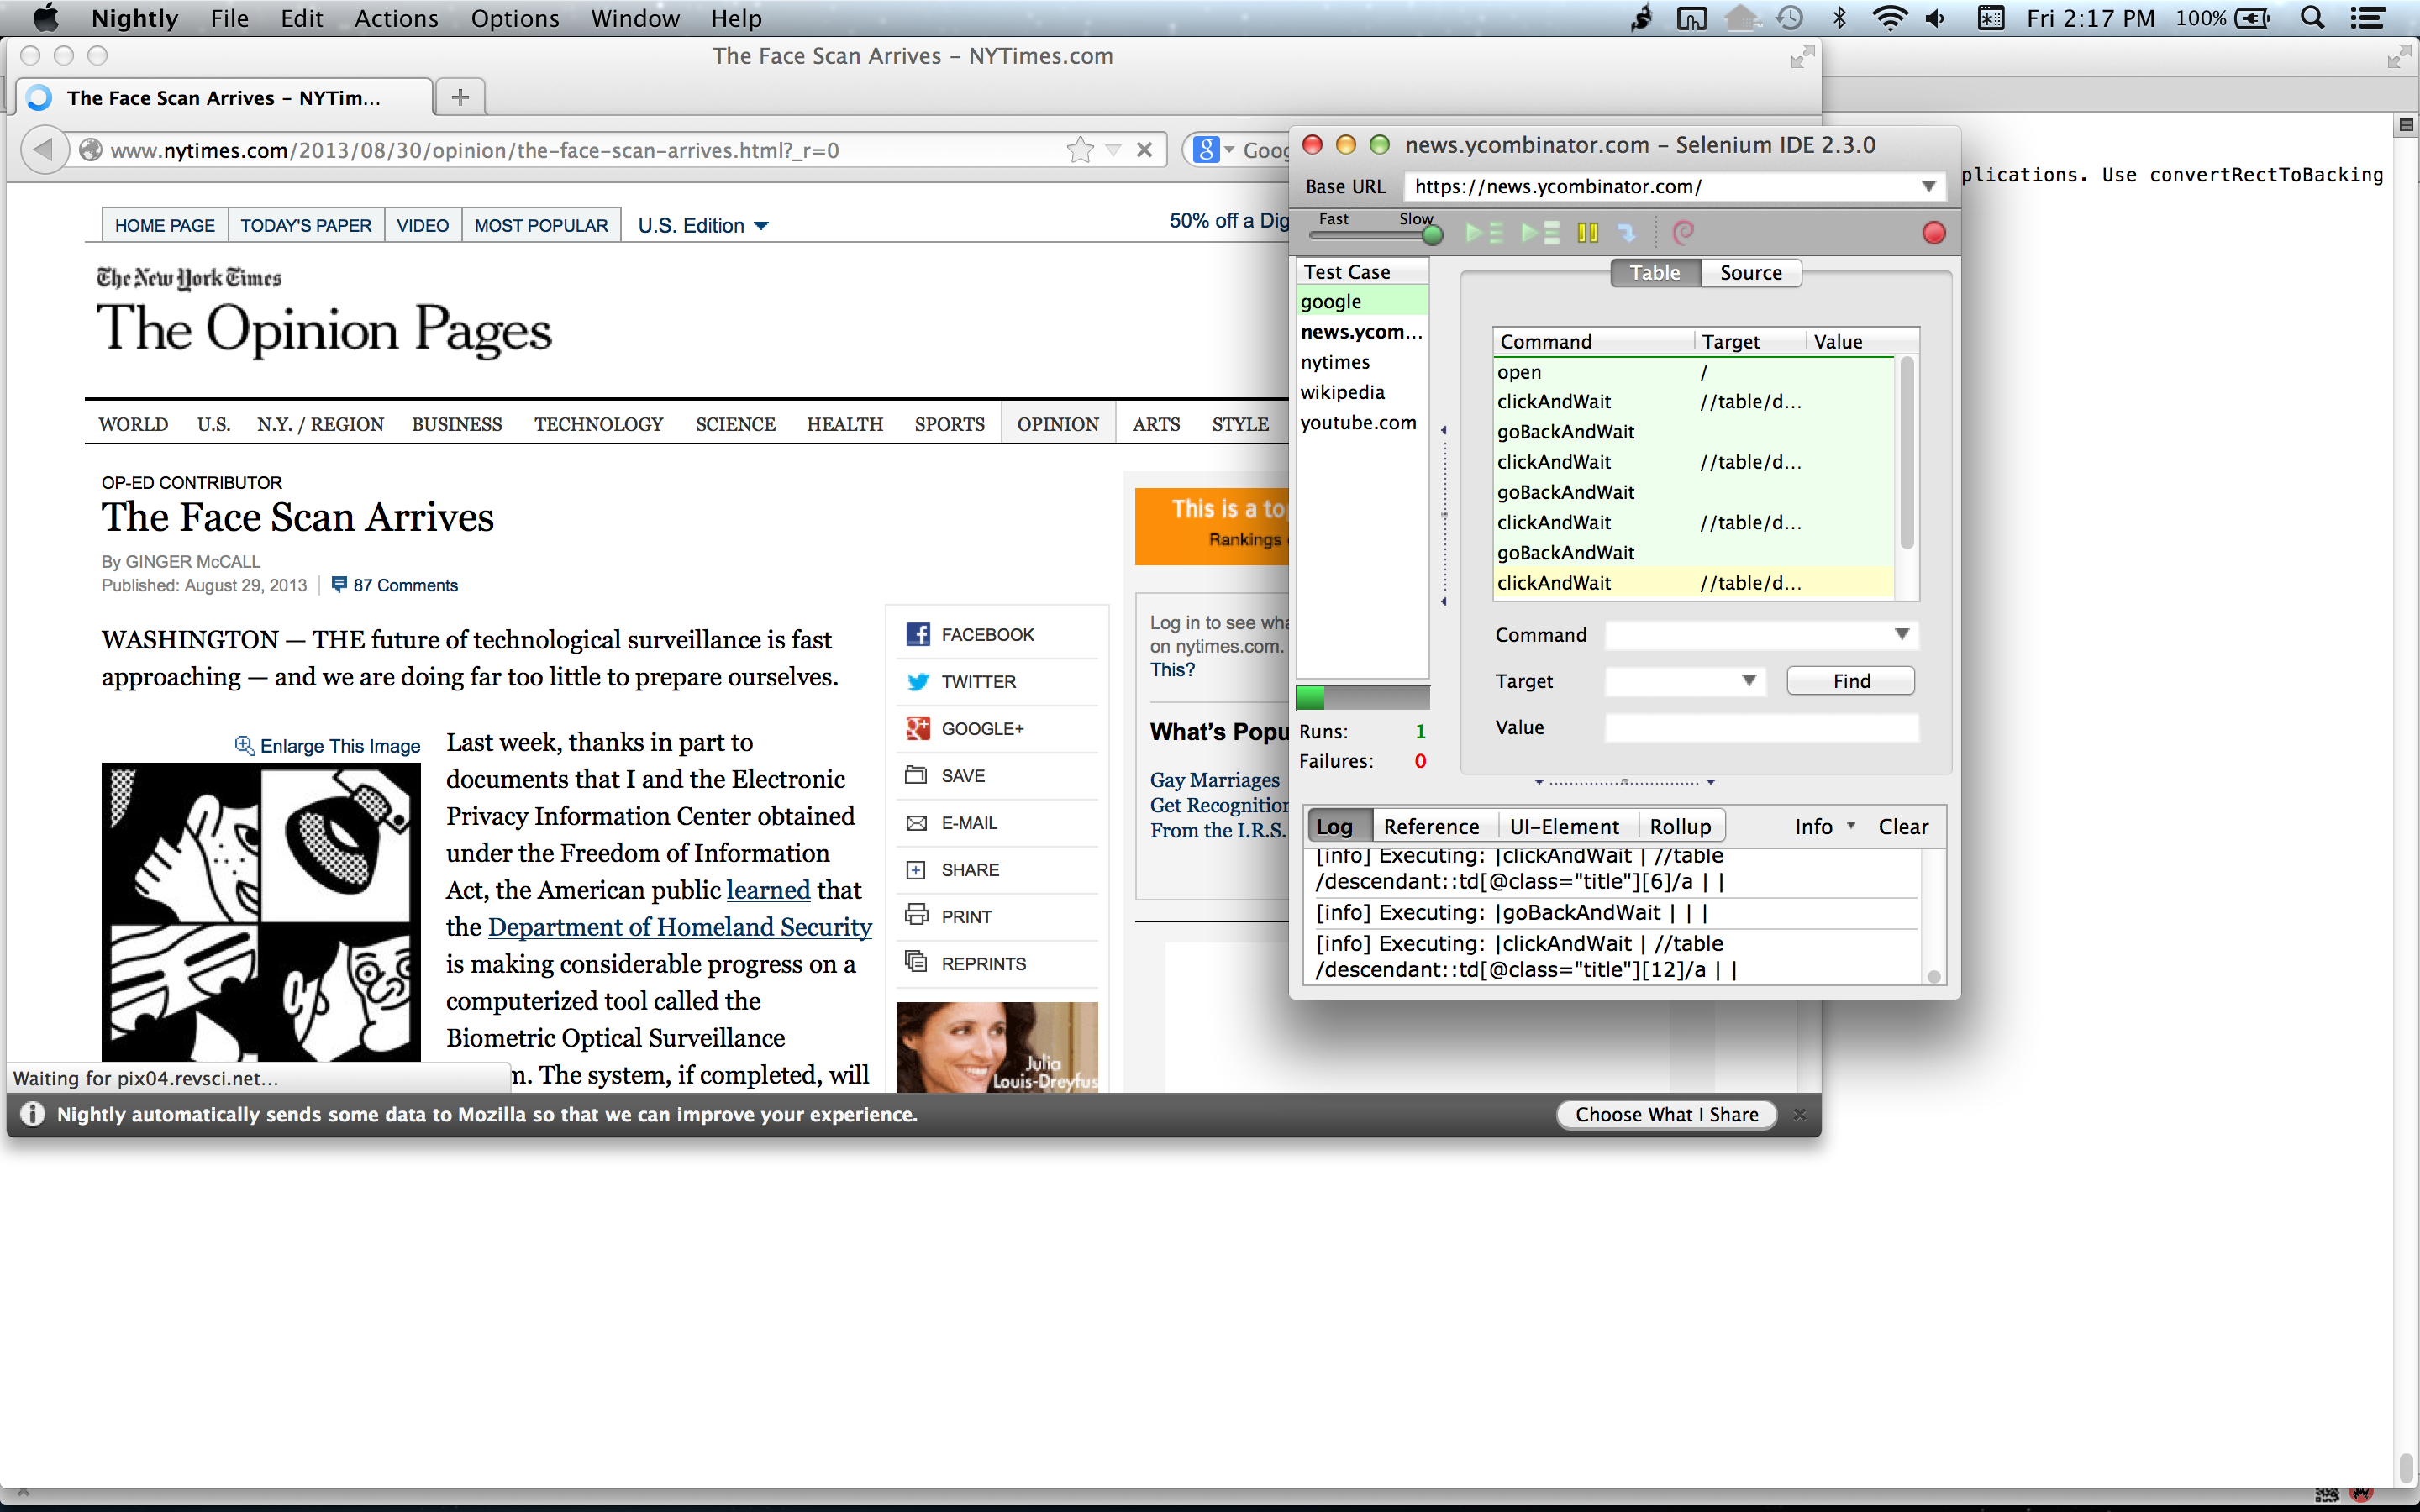 Nightly File Edit Actions Options Window Help
Fri 2:17 PM 100%
The Face Scan Arrives – NYTimes.com
The Face Scan Arrives – NYTim...
www.nytimes.com/2013/08/30/opinion/the-face-scan-arrives.html?_r=0
HOME PAGE TODAY'S PAPER VIDEO MOST POPULAR U.S. Edition
50% off a
The New York Times
The Opinion Pages
WORLD U.S. N.Y. / REGION BUSINESS TECHNOLOGY SCIENCE HEALTH SPORTS OPINION ARTS STYLE
OP-ED CONTRIBUTOR
The Face Scan Arrives
By GINGER McCALL
Published: August 29, 2013
87 Comments
WASHINGTON — THE future of technological surveillance is fast
approaching — and we are doing far too little to prepare ourselves.
Enlarge This Image
Last week, thanks in part to
documents that I and the Electronic
Privacy Information Center obtained
under the Freedom of Information
Act, the American public learned that
the Department of Homeland Security
is making considerable progress on a
computerized tool called the
Biometric Optical Surveillance
m. The system, if completed, will
FACEBOOK
TWITTER
GOOGLE+
SAVE
E-MAIL
SHARE
PRINT
REPRINTS
Julia
Louis-Dreyfus
This is a
Rankings
Log in to see
on nytimes.com.
This?
What's
Gay Marriages
Get Recognition
From the I.R.S.
Waiting for pix04.revsci.net...
Nightly automatically sends some data to Mozilla so that we can improve your experience.
Choose What I Share
news.ycombinator.com – Selenium IDE 2.3.0
Base URL https://news.ycombinator.com/
Fast Slow
Test Case
google
news.ycom...
nytimes
wikipedia
youtube.com
Runs: 1
Failures: 0
Table Source
Command Target Value
open /
clickAndWait //table/d...
goBackAndWait
clickAndWait //table/d...
goBackAndWait
clickAndWait //table/d...
goBackAndWait
clickAndWait //table/d...
Command
Target
Find
Value
Log Reference UI-Element Rollup Info Clear
[info] Executing: |clickAndWait | //table
/descendant::td[@class="title"][6]/a | |
[info] Executing: |goBackAndWait | | |
[info] Executing: |clickAndWait | //table
/descendant::td[@class="title"][12]/a | |
plications. Use convertRectToBacking